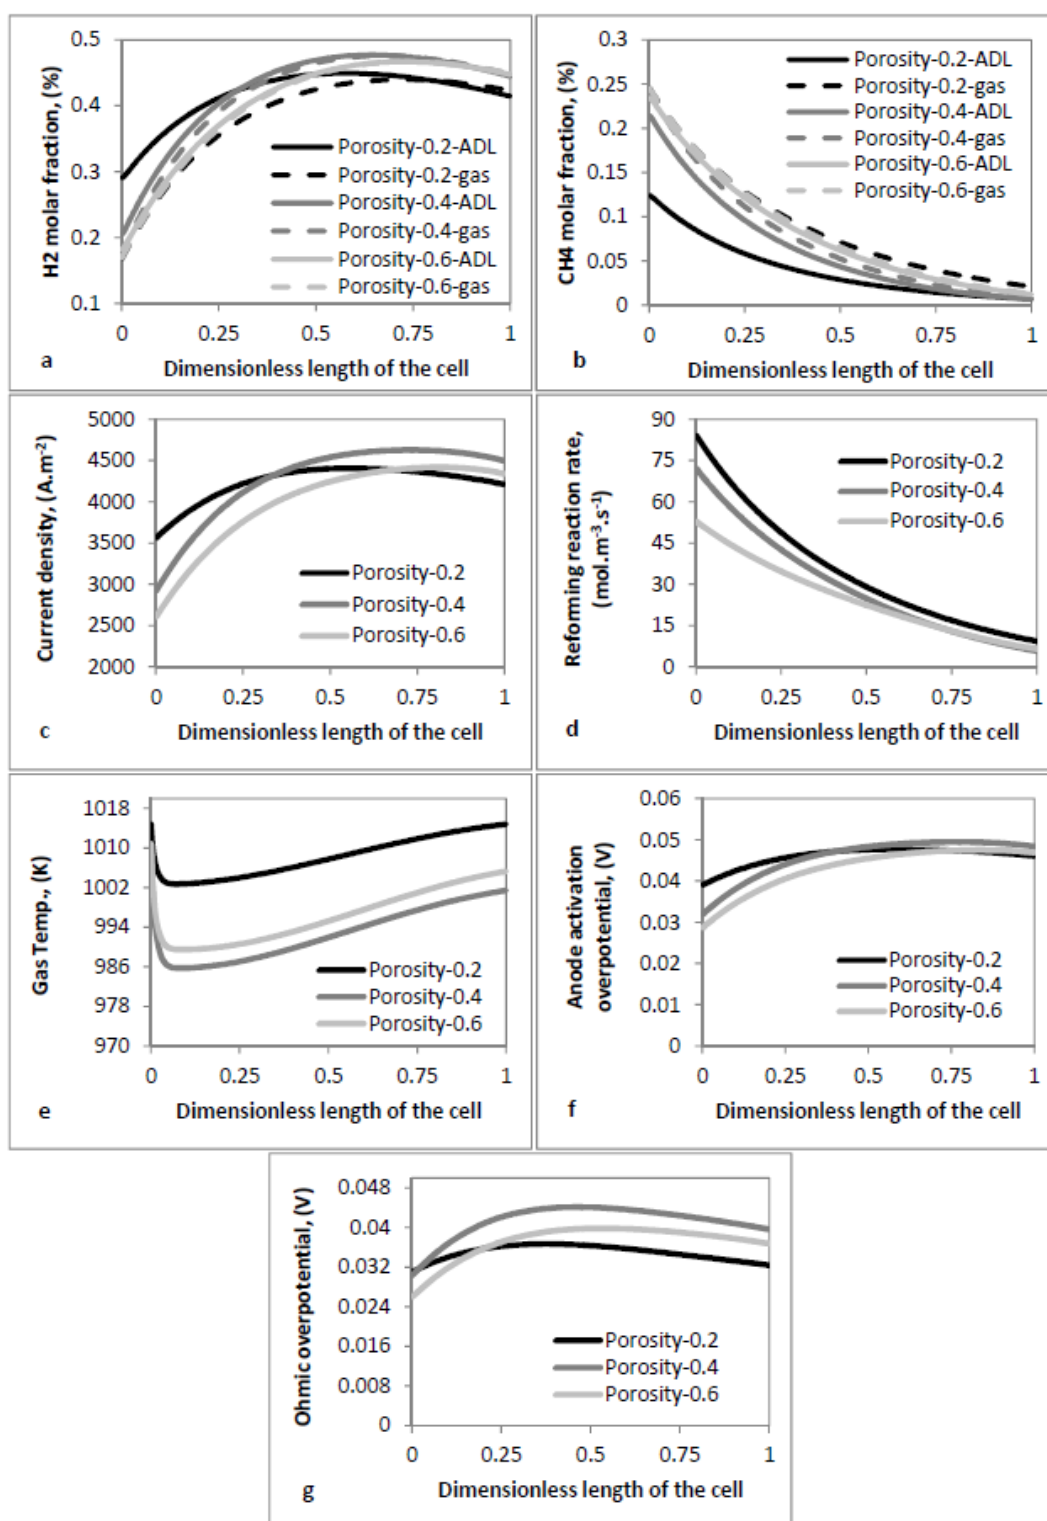 H2 molar fraction, (%)
0.5
0.4
0.3
0.2
0.1
Porosity-0.2-ADL
Porosity-0.2-gas
Porosity-0.4-ADL
Porosity-0.4-gas
Porosity-0.6-ADL
Porosity-0.6-gas
0 0.25 0.5 0.75 1
a Dimensionless length of the cell
CH4 molar fraction, (%)
0.3
0.25
0.2
0.15
0.1
0.05
0
Porosity-0.2-ADL
Porosity-0.2-gas
Porosity-0.4-ADL
Porosity-0.4-gas
Porosity-0.6-ADL
Porosity-0.6-gas
0 0.25 0.5 0.75 1
b Dimensionless length of the cell
Current density, (A.m-2)
5000
4500
4000
3500
3000
2500
2000
Porosity-0.2
Porosity-0.4
Porosity-0.6
0 0.25 0.5 0.75 1
c Dimensionless length of the cell
Reforming reaction rate,
(mol.m-3.s-1)
90
75
60
45
30
15
0
Porosity-0.2
Porosity-0.4
Porosity-0.6
0 0.25 0.5 0.75 1
d Dimensionless length of the cell
Gas Temp., (K)
1018
1010
1002
994
986
978
970
Porosity-0.2
Porosity-0.4
Porosity-0.6
0 0.25 0.5 0.75 1
e Dimensionless length of the cell
Anode activation
overpotential, (V)
0.06
0.05
0.04
0.03
0.02
0.01
0
Porosity-0.2
Porosity-0.4
Porosity-0.6
0 0.25 0.5 0.75 1
f Dimensionless length of the cell
Ohmic overpotential, (V)
0.048
0.04
0.032
0.024
0.016
0.008
0
Porosity-0.2
Porosity-0.4
Porosity-0.6
0 0.25 0.5 0.75 1
g Dimensionless length of the cell